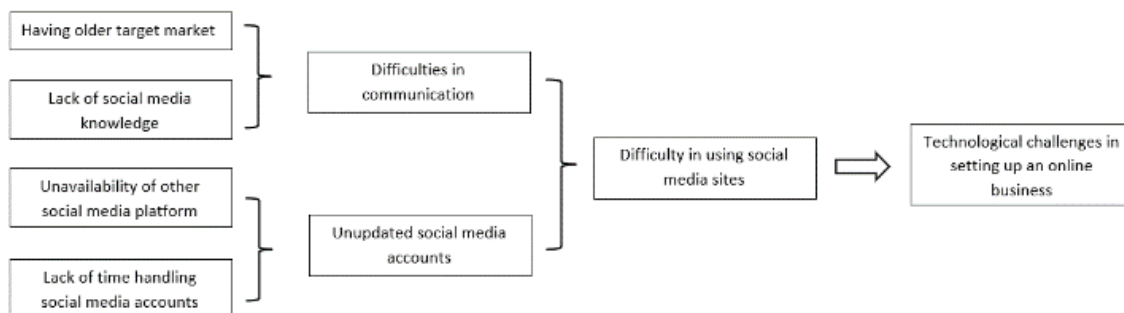 Having older target market
Lack of social media
knowledge
Unavailability of other
social media platform
Lack of time handling
social media accounts
Difficulties in
communication
Unupdated social media
accounts
Difficulty in using social
media sites
Technological challenges in
setting up an online
business